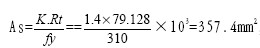 As = K.Rt/fy == 1.4×79.128/310 ×10³=357.4mm²